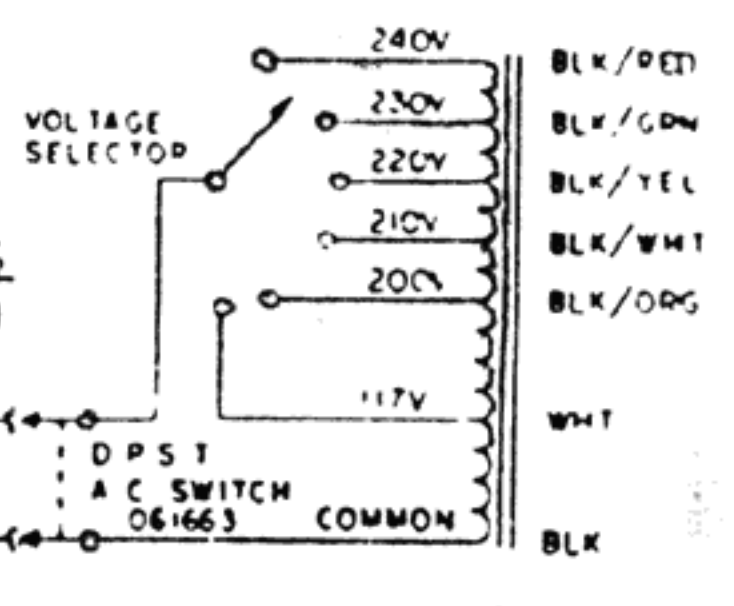 240V
BLK/RED
230V
BLK/GRN
VOLTAGE
SELECTOR
220V
BLK/YEL
210V
BLK/WHT
200V
BLK/ORG
117V
WHT
DPST
AC SWITCH
061663
COMMON
BLK